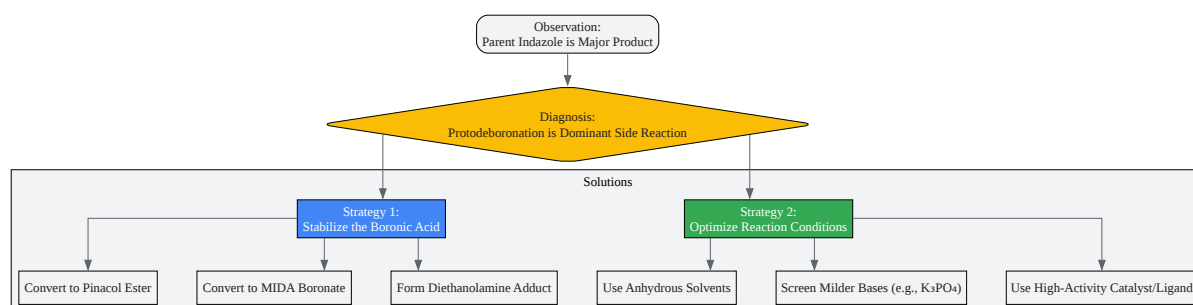 Observation:
Parent Indazole is Major Product
Diagnosis:
Protodeboronation is Dominant Side Reaction
Solutions
Strategy 1:
Stabilize the Boronic Acid
Strategy 2:
Optimize Reaction Conditions
Convert to Pinacol Ester
Convert to MIDA Boronate
Form Diethanolamine Adduct
Use Anhydrous Solvents
Screen Milder Bases (e.g., K₃PO₄)
Use High-Activity Catalyst/Ligand